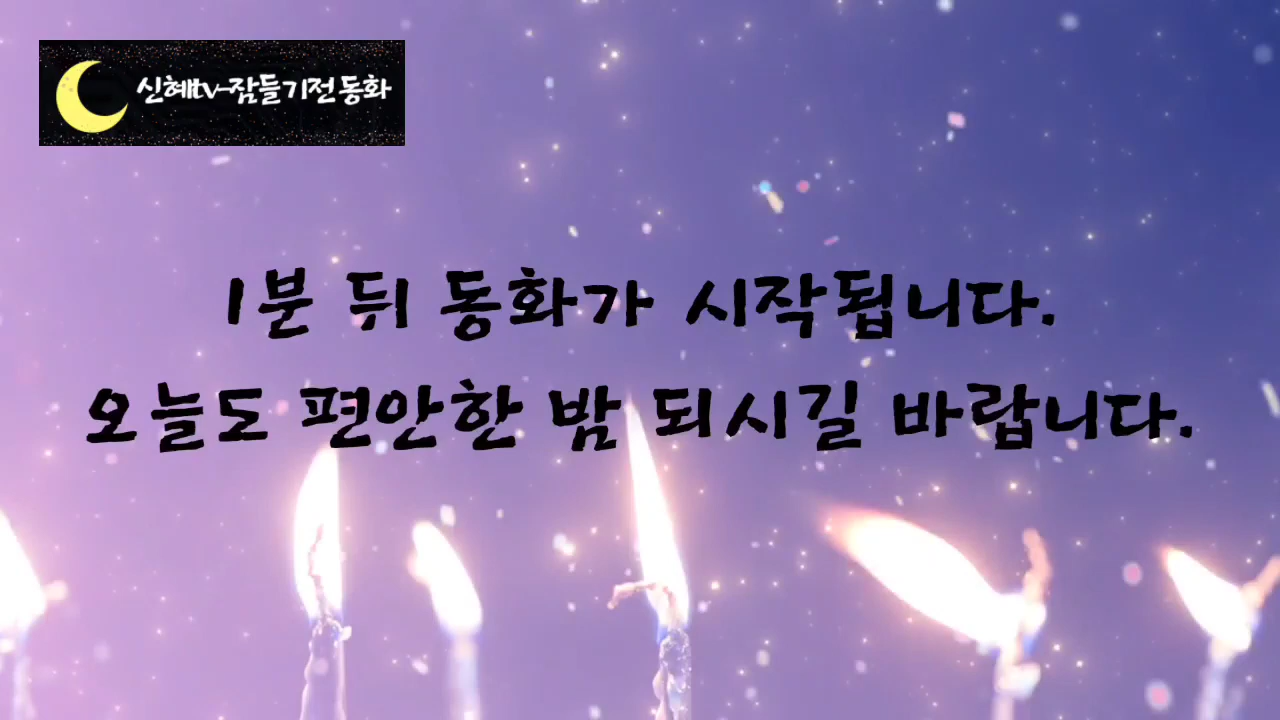 신혜tv-잠들기전 동화
1분 뒤 동화가 시작됩니다.
오늘도 편안한 밤 되시길 바랍니다.